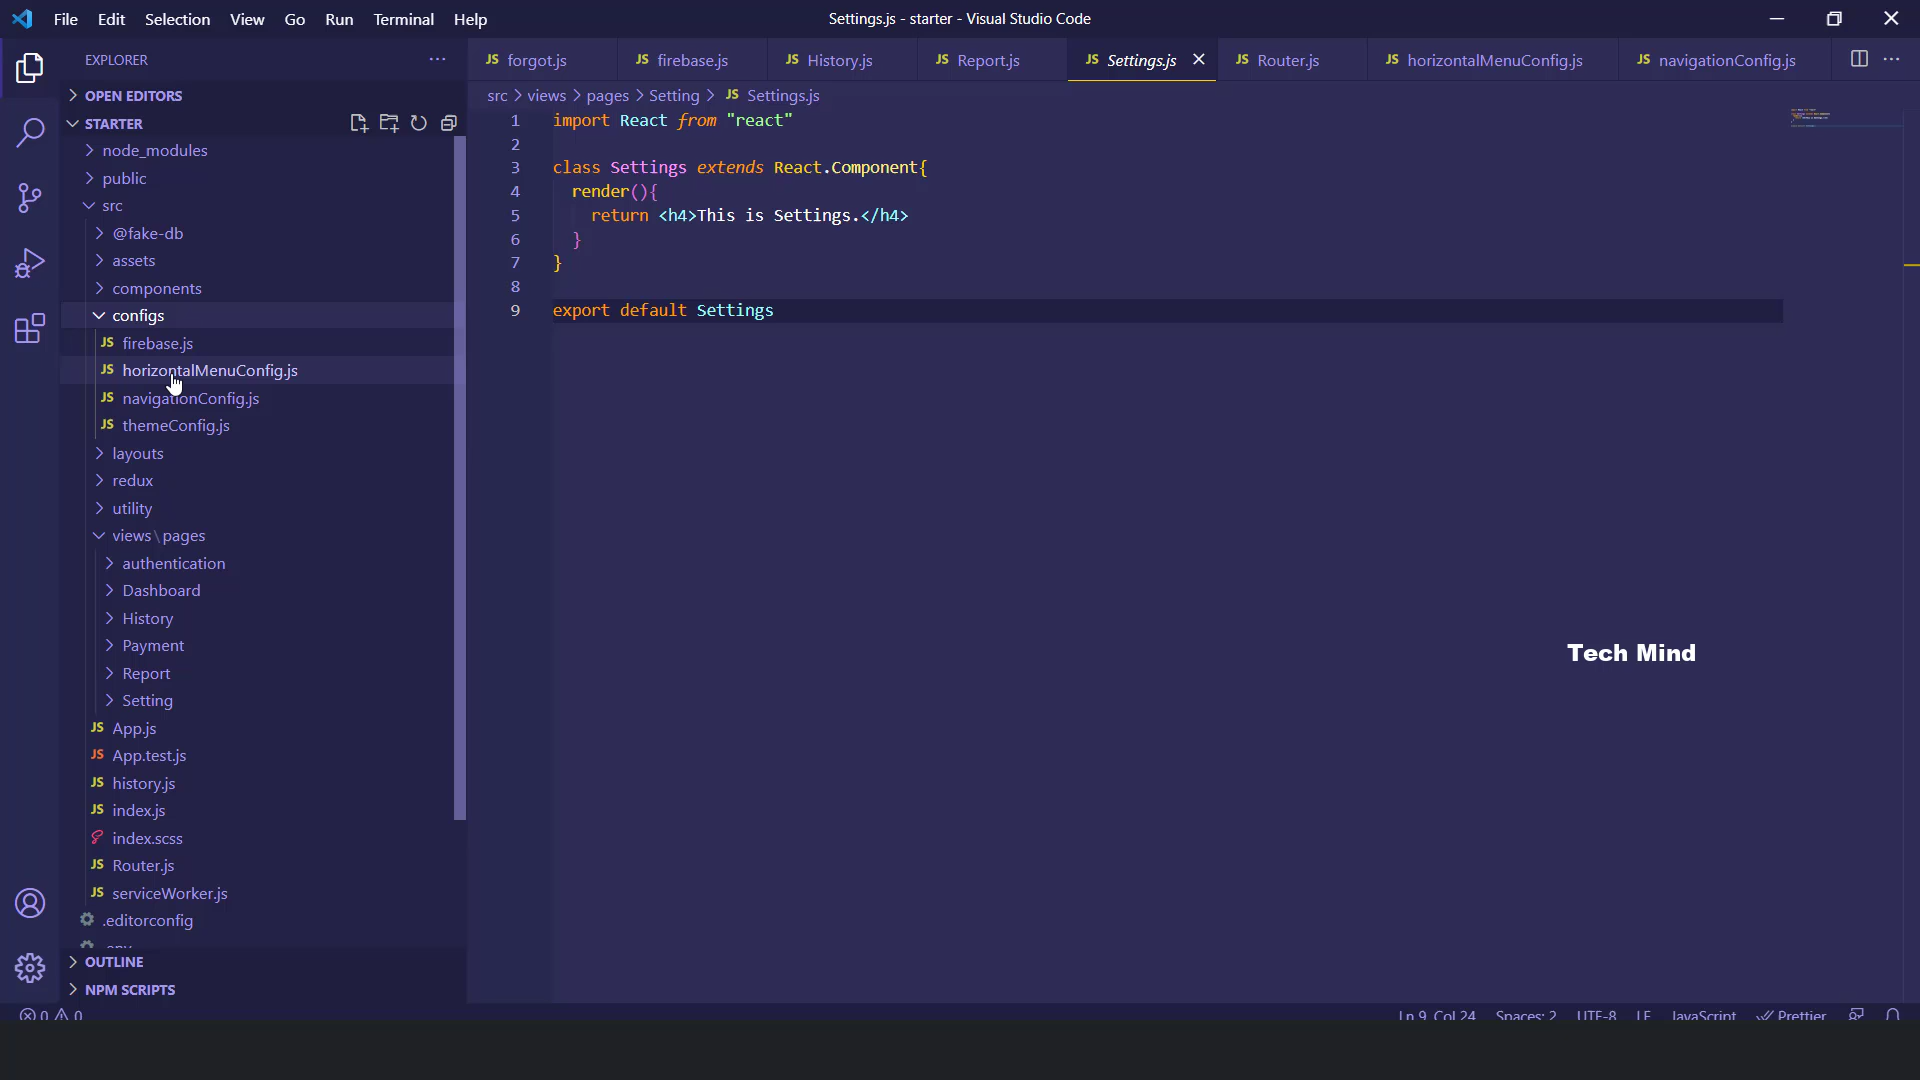 File Edit Selection View Go Run Terminal Help
Settings.js - starter - Visual Studio Code
EXPLORER
OPEN EDITORS
STARTER
node_modules
public
src
@fake-db
assets
components
configs
JS firebase.js
JS horizontalMenuConfig.js
JS navigationConfig.js
JS themeConfig.js
layouts
redux
utility
views\pages
authentication
Dashboard
History
Payment
Report
Setting
JS App.js
JS App.test.js
JS history.js
JS index.js
index.scss
JS Router.js
JS serviceWorker.js
.editorconfig
.env
OUTLINE
NPM SCRIPTS
JS forgot.js JS firebase.js JS History.js JS Report.js JS Settings.js JS Router.js JS horizontalMenuConfig.js JS navigationConfig.js
src > views > pages > Setting > JS Settings.js
1 import React from "react"
2
3 class Settings extends React.Component{
4 render(){
5 return <h4>This is Settings.</h4>
6 }
7 }
8
9 export default Settings
Tech Mind
0 0 Ln 9, Col 24 Spaces: 2 UTF-8 LF JavaScript Prettier